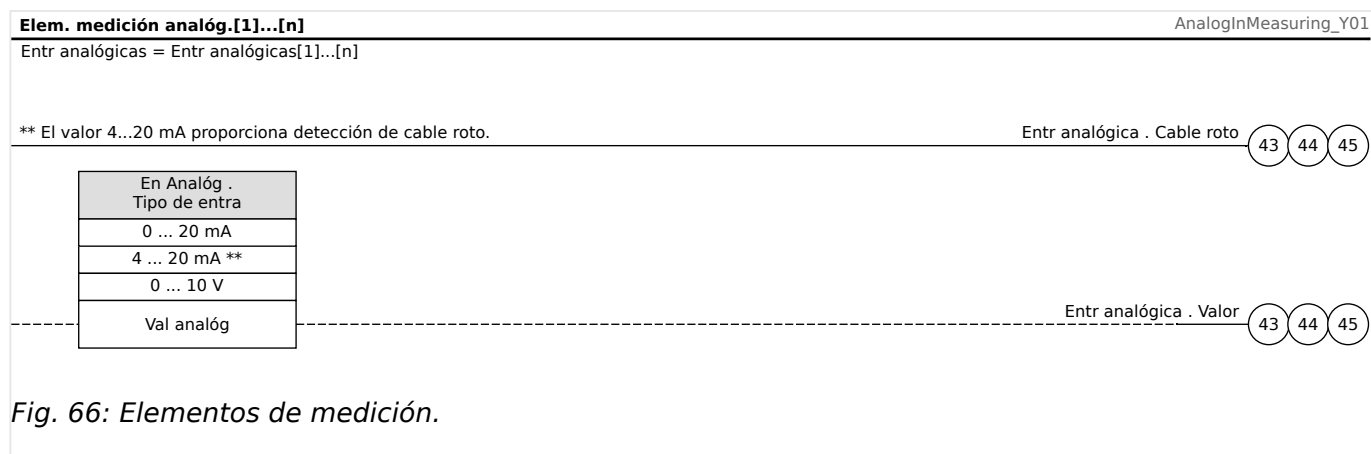 Elem. medición analóg.[1]...[n]
AnalogInMeasuring_Y01
Entr analógicas = Entr analógicas[1]...[n]
** El valor 4...20 mA proporciona detección de cable roto.
Entr analógica . Cable roto
43 44 45
En Analóg .
Tipo de entra
0 ... 20 mA
4 ... 20 mA **
0 ... 10 V
Val analóg
Entr analógica . Valor
43 44 45
Fig. 66: Elementos de medición.